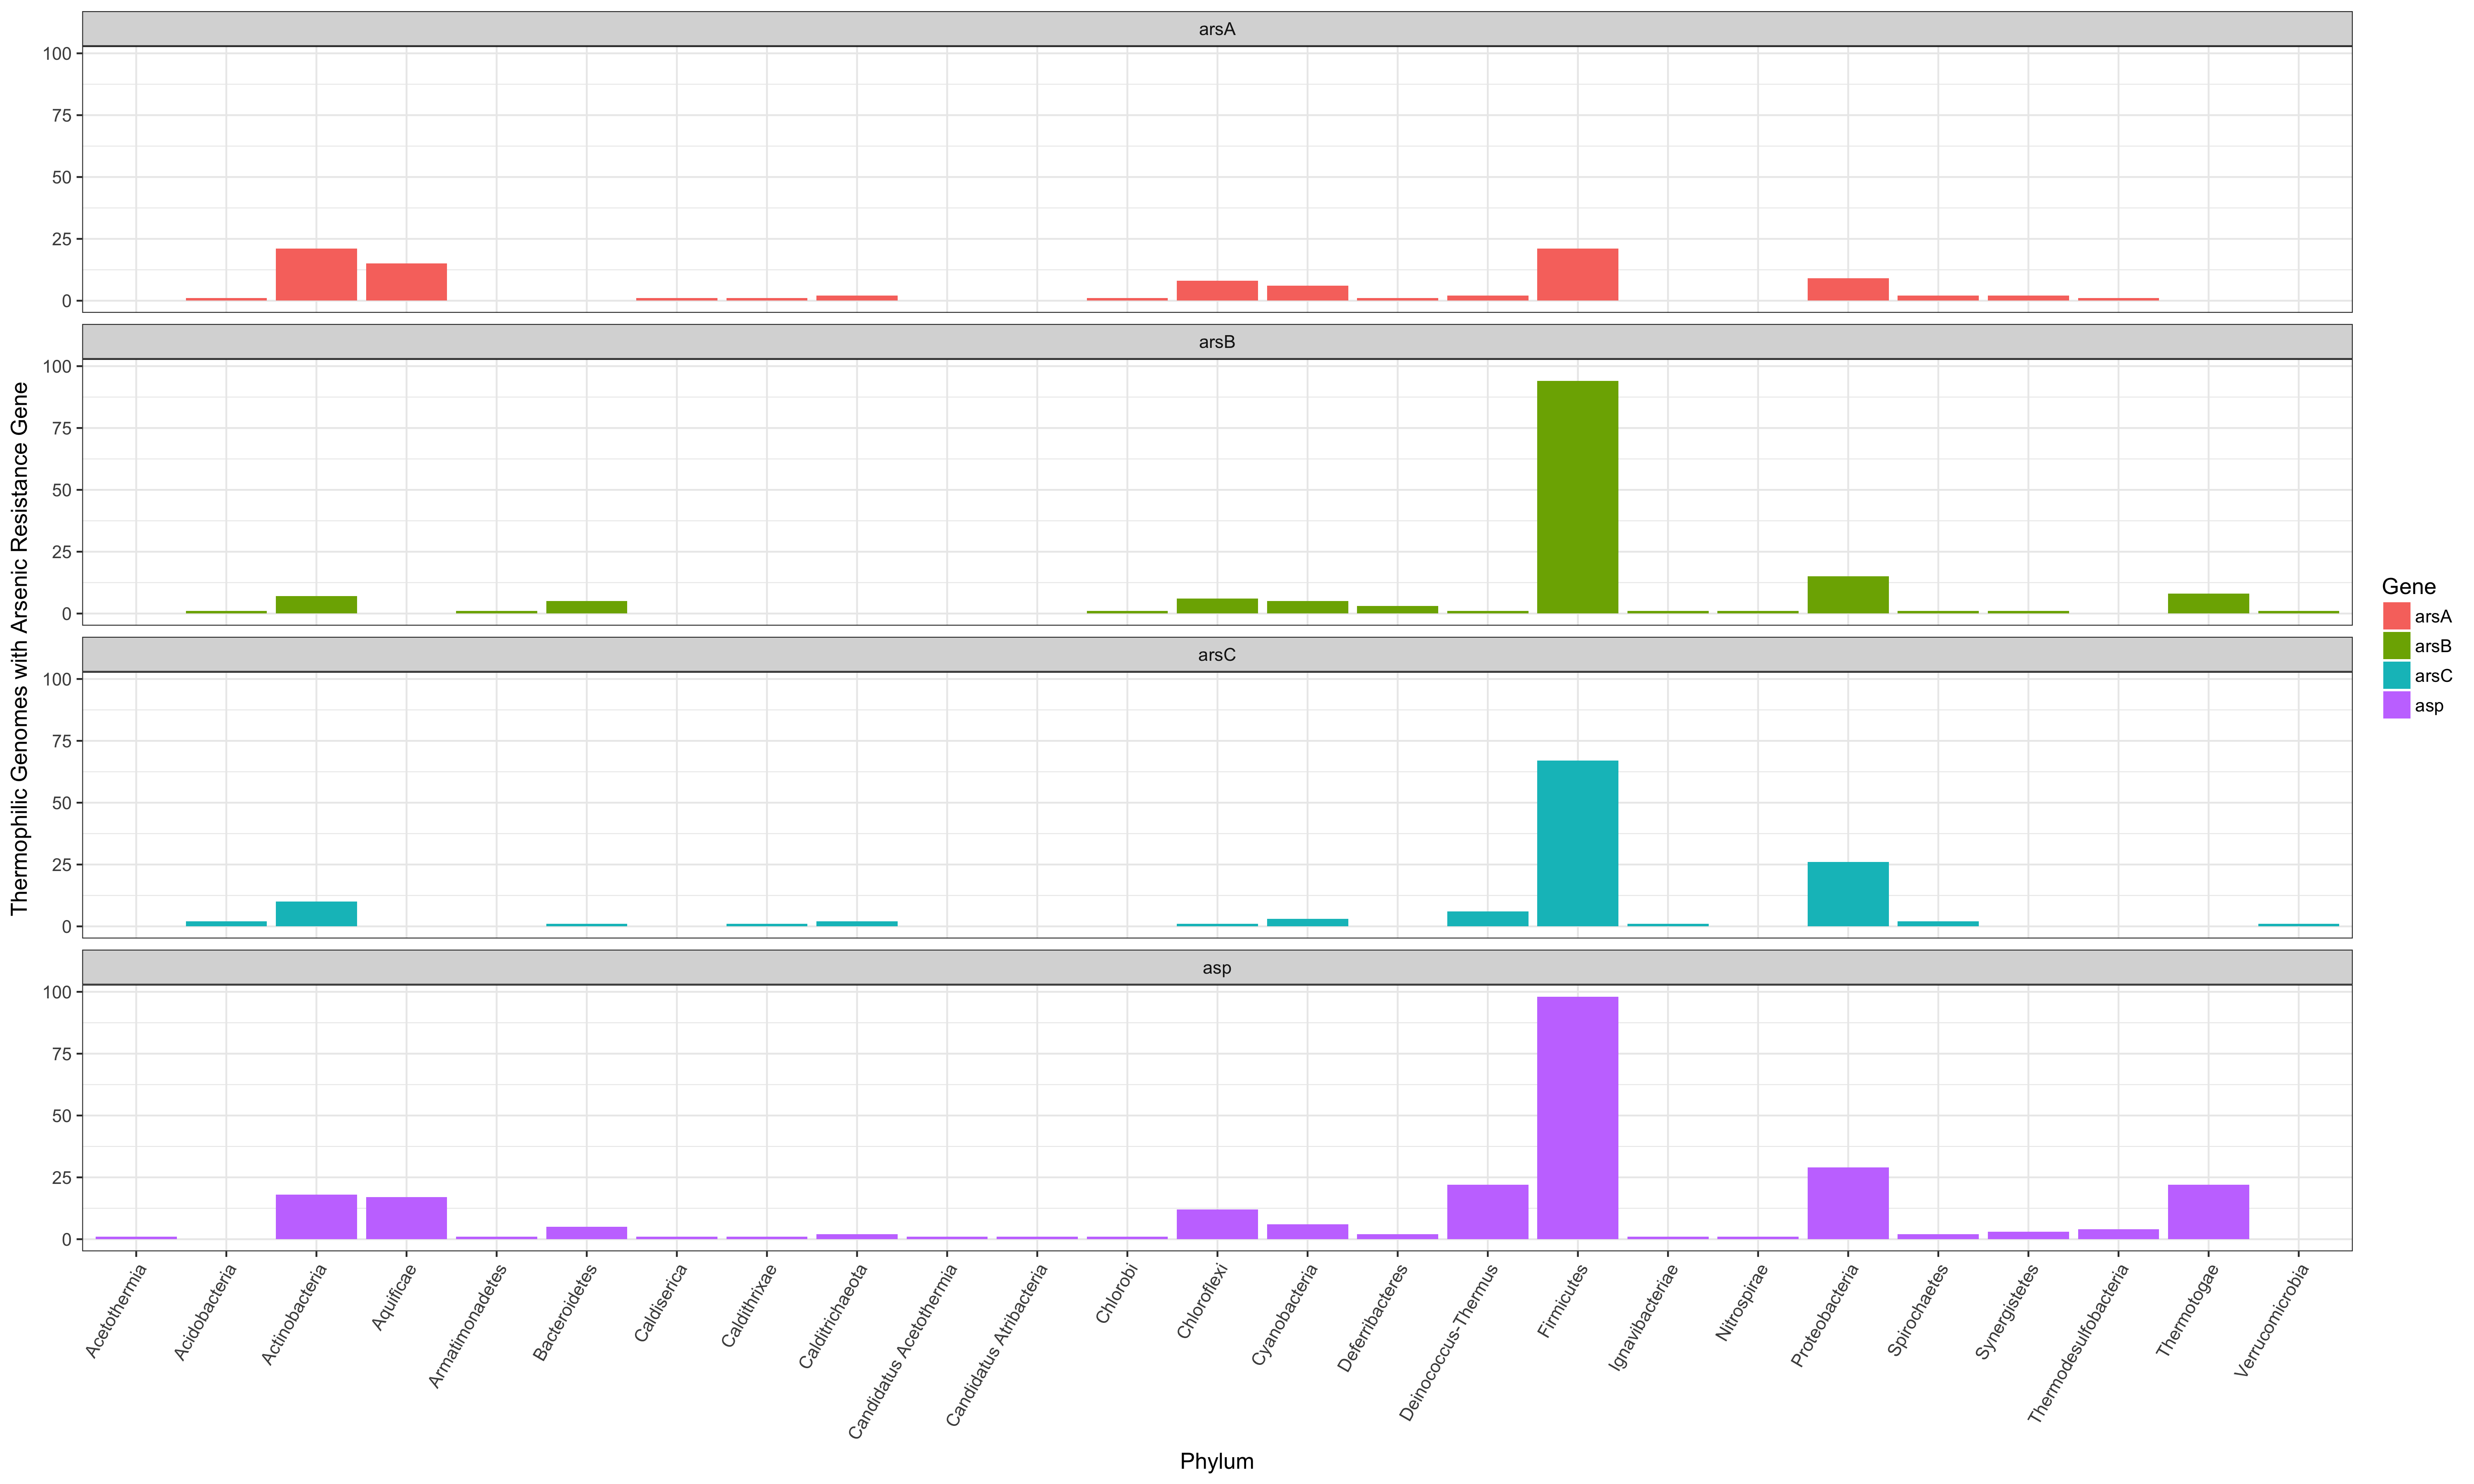 arsA
100
75
50
25
0
arsB
100
75
50
25
0
arsC
100
75
50
25
0
asp
100
75
50
25
0
Thermophilic Genomes with Arsenic Resistance Gene
Acetothermia
Acidobacteria
Actinobacteria
Aquificae
Armatimonadetes
Bacteroidetes
Caldiserica
Caldithrixae
Calditrichaeota
Candidatus Acetothermia
Candidatus Atribacteria
Chlorobi
Chloroflexi
Cyanobacteria
Deferribacteres
Deinococcus-Thermus
Firmicutes
Ignavibacteriae
Nitrospirae
Proteobacteria
Spirochaetes
Synergistetes
Thermodesulfobacteria
Thermotogae
Verrucomicrobia
Phylum
Gene
arsA
arsB
arsC
asp